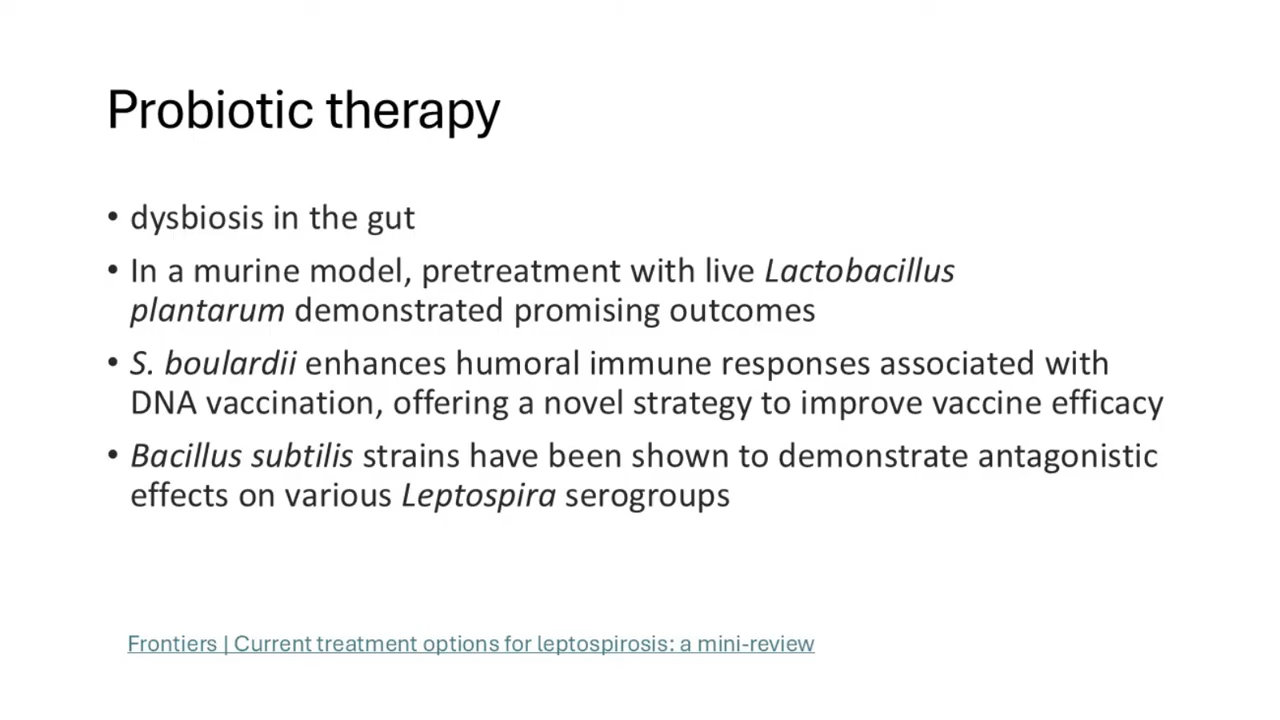 Probiotic therapy
• dysbiosis in the gut
• In a murine model, pretreatment with live Lactobacillus
plantarum demonstrated promising outcomes
• S. boulardii enhances humoral immune responses associated with
DNA vaccination, offering a novel strategy to improve vaccine efficacy
• Bacillus subtilis strains have been shown to demonstrate antagonistic
effects on various Leptospira serogroups
Frontiers | Current treatment options for leptospirosis: a mini-review